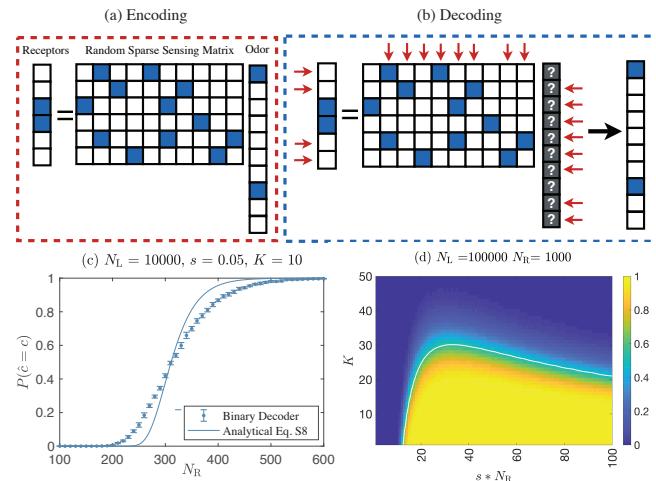 (a) Encoding
Receptors
Random Sparse Sensing Matrix
Odor
=
(b) Decoding
=
?
?
?
?
?
?
?
?
?
?
(c) N_L = 10000, s = 0.05, K = 10
P(ĉ = c)
1
0.8
0.6
0.4
0.2
0
Binary Decoder
Analytical Eq. S8
100 200 300 400 500 600
N_R
(d) N_L =100000 N_R= 1000
K
50
40
30
20
10
20 40 60 80 100
s * N_R
1
0.8
0.6
0.4
0.2
0